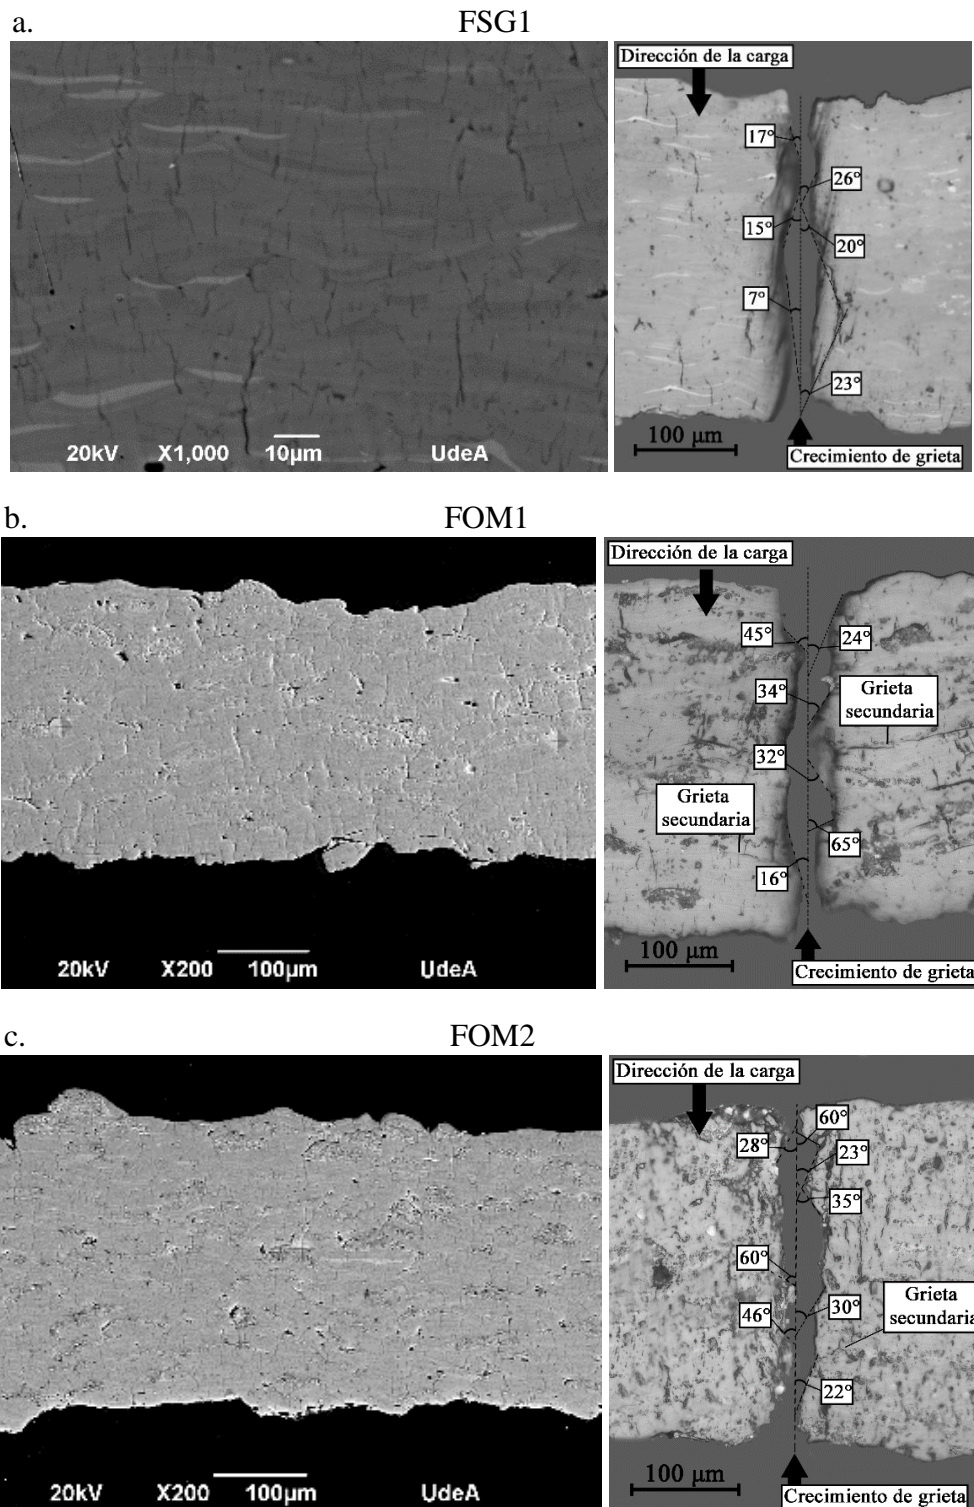 a. FSG1
Dirección de la carga
17°
26°
15°
20°
7°
23°
100 µm
Crecimiento de grieta
20kV X1,000 10µm UdeA
b. FOM1
Dirección de la carga
45°
24°
34°
Grieta
secundaria
32°
Grieta
secundaria
65°
16°
100 µm
Crecimiento de grieta
20kV X200 100µm UdeA
c. FOM2
Dirección de la carga
60°
28°
23°
35°
60°
Grieta
secundaria
30°
46°
22°
100 µm
Crecimiento de grieta
20kV X200 100µm UdeA